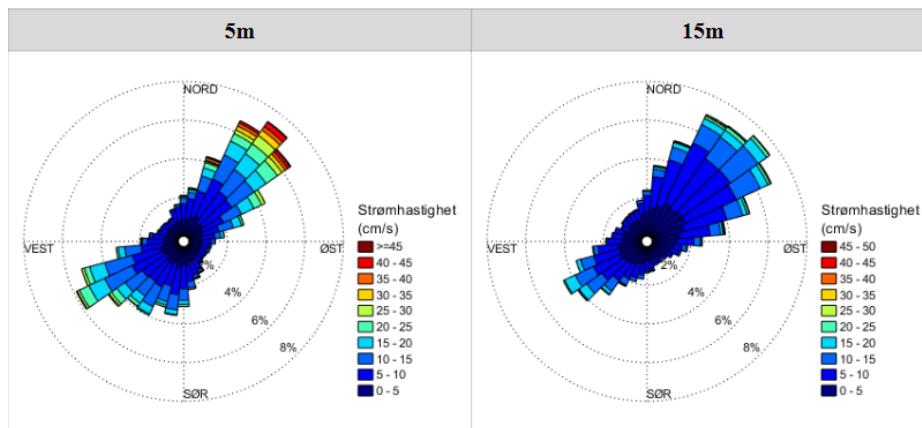 5m
15m
NORD
VEST
ØST
SØR
2%
4%
6%
8%
Strømhastighet
(cm/s)
>=45
40 - 45
35 - 40
30 - 35
25 - 30
20 - 25
15 - 20
10 - 15
5 - 10
0 - 5
NORD
VEST
ØST
SØR
2%
4%
6%
8%
Strømhastighet
(cm/s)
45 - 50
40 - 45
35 - 40
30 - 35
25 - 30
20 - 25
15 - 20
10 - 15
5 - 10
0 - 5